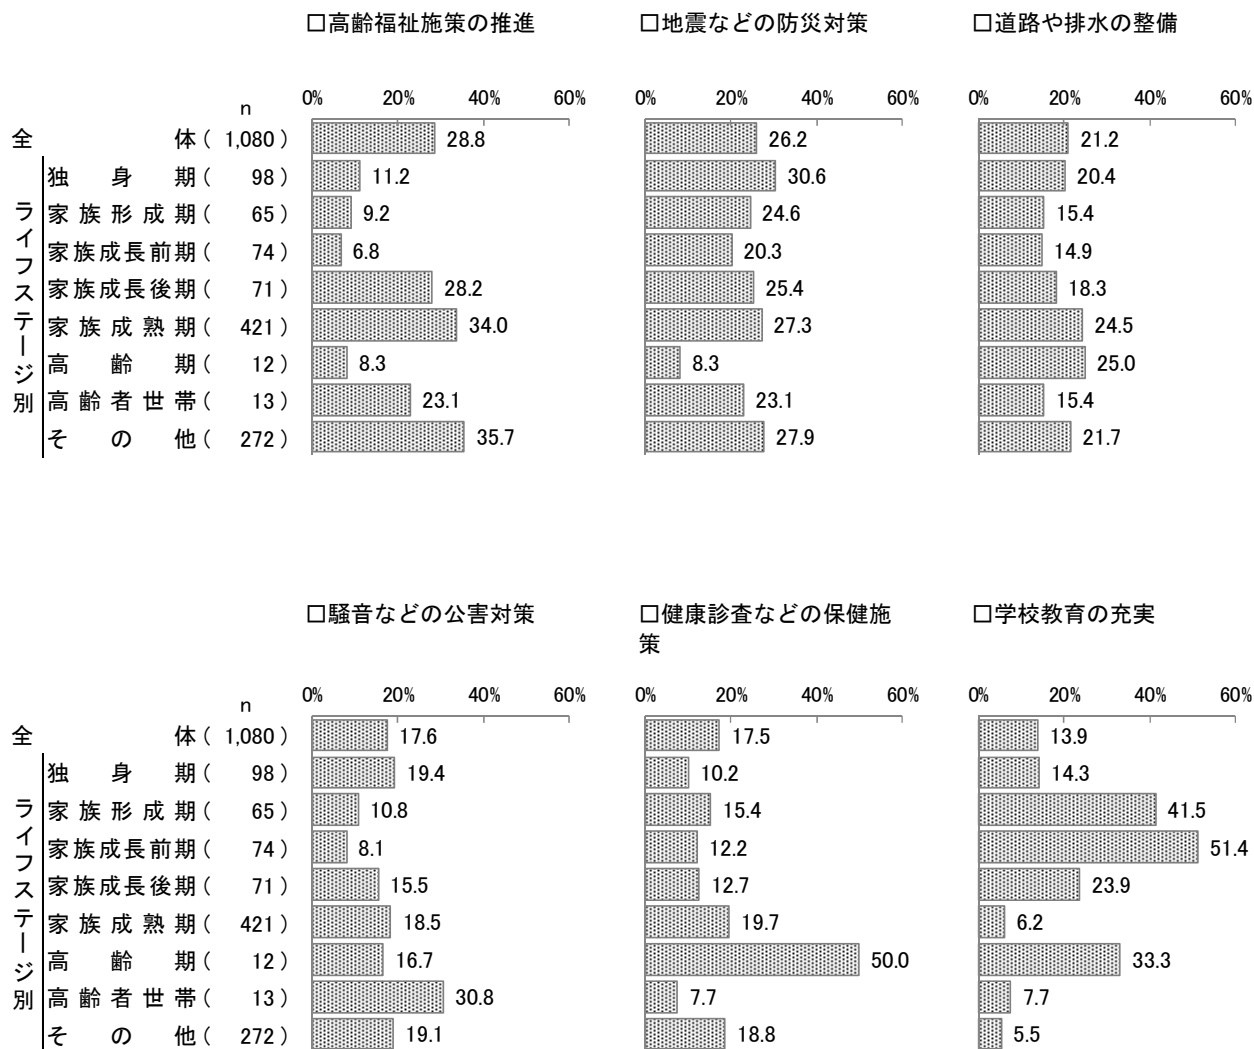 □高齢福祉施策の推進 □地震などの防災対策 □道路や排水の整備
n 0% 20% 40% 60% 0% 20% 40% 60% 0% 20% 40% 60%
全体( 1,080 ) 28.8 26.2 21.2
ライフステージ別
独身期( 98 ) 11.2 30.6 20.4
家族形成期( 65 ) 9.2 24.6 15.4
家族成長前期( 74 ) 6.8 20.3 14.9
家族成長後期( 71 ) 28.2 25.4 18.3
家族成熟期( 421 ) 34.0 27.3 24.5
高齢期( 12 ) 8.3 8.3 25.0
高齢者世帯( 13 ) 23.1 23.1 15.4
その他( 272 ) 35.7 27.9 21.7
□騒音などの公害対策 □健康診査などの保健施 □学校教育の充実
策
n 0% 20% 40% 60% 0% 20% 40% 60% 0% 20% 40% 60%
全体( 1,080 ) 17.6 17.5 13.9
ライフステージ別
独身期( 98 ) 19.4 10.2 14.3
家族形成期( 65 ) 10.8 15.4 41.5
家族成長前期( 74 ) 8.1 12.2 51.4
家族成長後期( 71 ) 15.5 12.7 23.9
家族成熟期( 421 ) 18.5 19.7 6.2
高齢期( 12 ) 16.7 50.0 33.3
高齢者世帯( 13 ) 30.8 7.7 7.7
その他( 272 ) 19.1 18.8 5.5